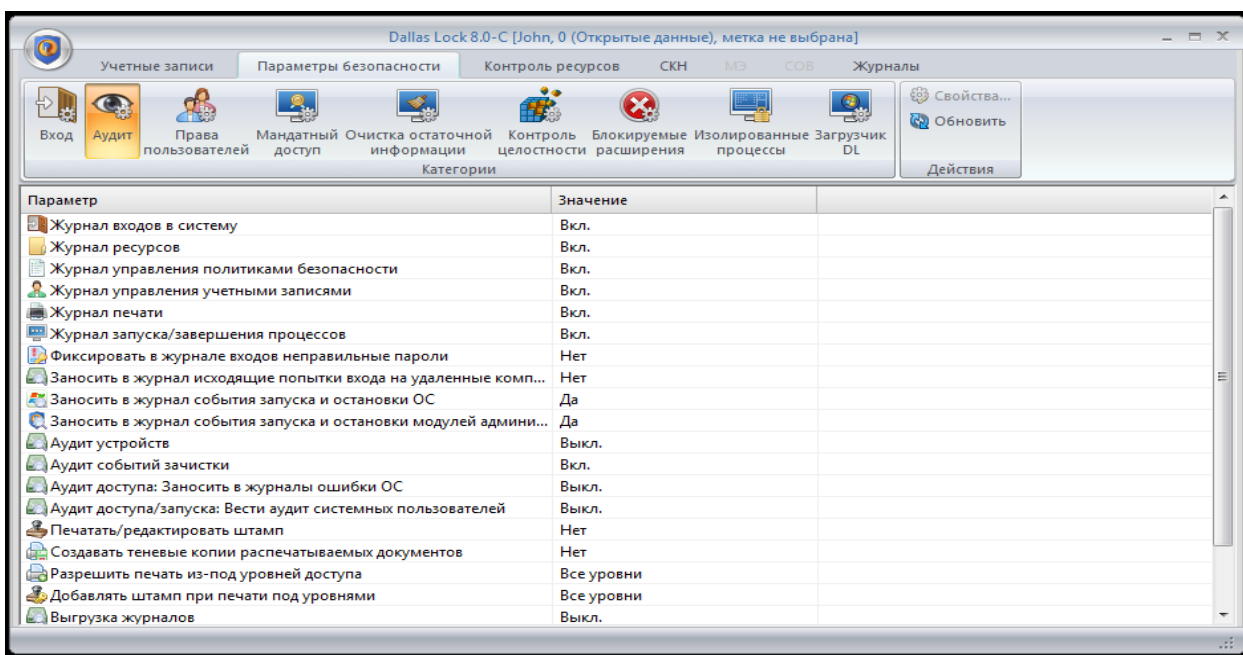 Dallas Lock 8.0-C [John, 0 (Открытые данные), метка не выбрана]
Учетные записи Параметры безопасности Контроль ресурсов СКН МЭ СОВ Журналы
Вход
Аудит
Права
пользователей
Мандатный
доступ
Очистка остаточной
информации
Контроль
целостности
Блокируемые
расширения
Изолированные
процессы
Загрузчик
DL
Категории
Свойства...
Обновить
Действия
Параметр Значение
Журнал входов в систему Вкл.
Журнал ресурсов Вкл.
Журнал управления политиками безопасности Вкл.
Журнал управления учетными записями Вкл.
Журнал печати Вкл.
Журнал запуска/завершения процессов Вкл.
Фиксировать в журнале входов неправильные пароли Нет
Заносить в журнал исходящие попытки входа на удаленные комп... Нет
Заносить в журнал события запуска и остановки ОС Да
Заносить в журнал события запуска и остановки модулей админи... Да
Аудит устройств Выкл.
Аудит событий зачистки Вкл.
Аудит доступа: Заносить в журналы ошибки ОС Выкл.
Аудит доступа/запуска: Вести аудит системных пользователей Выкл.
Печатать/редактировать штамп Нет
Создавать теневые копии распечатываемых документов Нет
Разрешить печать из-под уровней доступа Все уровни
Добавлять штамп при печати под уровнями Все уровни
Выгрузка журналов Выкл.